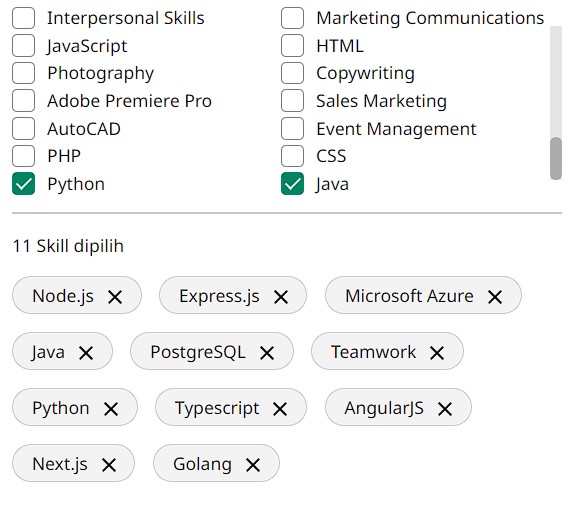 Interpersonal Skills Marketing Communications
JavaScript HTML
Photography Copywriting
Adobe Premiere Pro Sales Marketing
AutoCAD Event Management
PHP CSS
Python Java
11 Skill dipilih
Node.js Express.js Microsoft Azure
Java PostgreSQL Teamwork
Python Typescript AngularJS
Next.js Golang